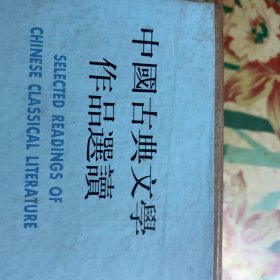 中國古典文學
作品選讀
SELECTED READINGS OF
CHINESE CLASSICAL LITERATURE